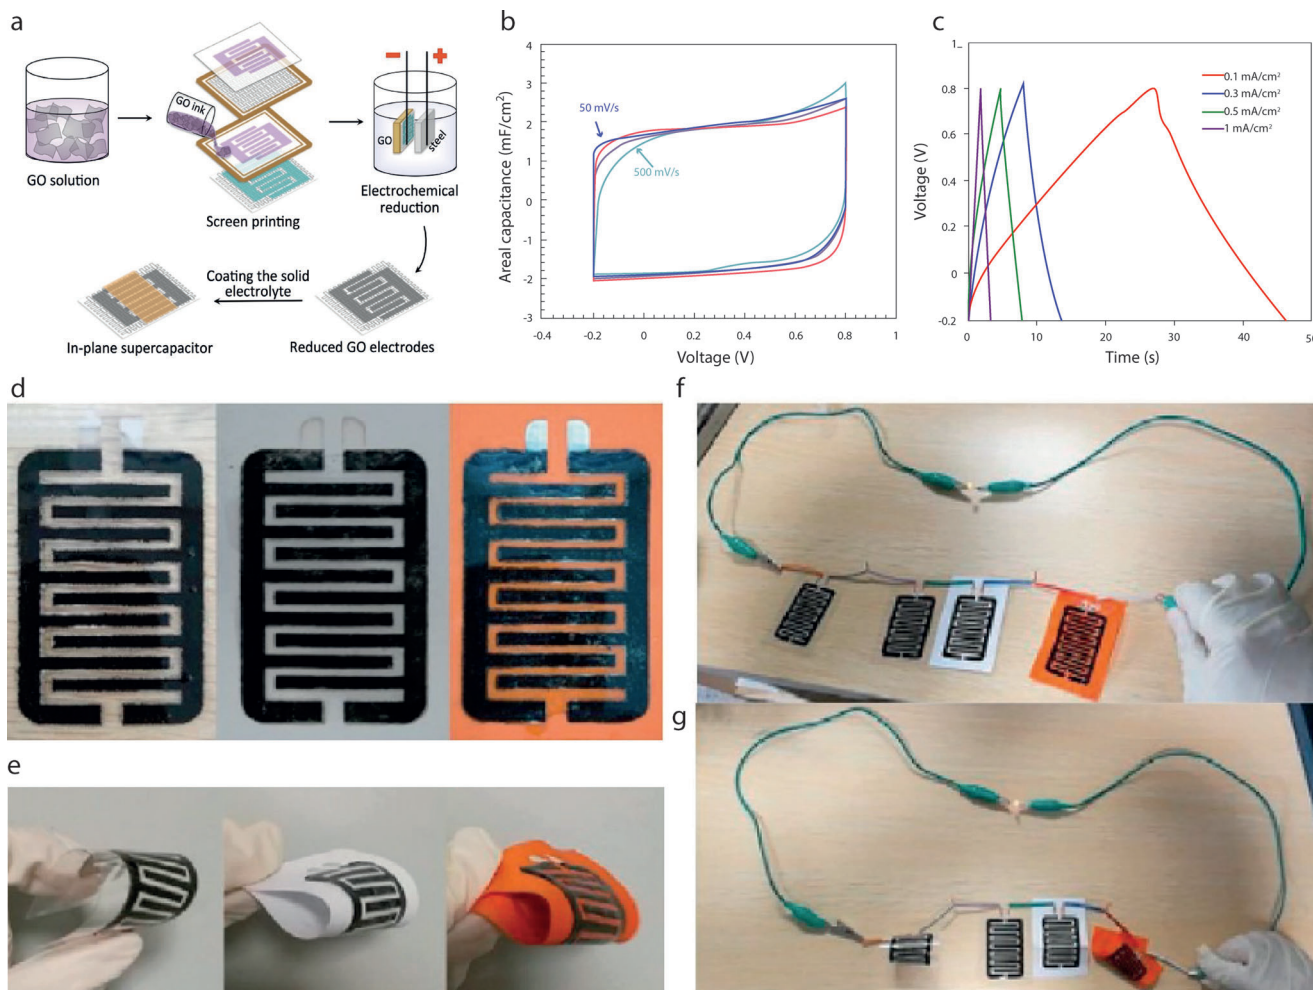 a
GO solution
GO ink
Screen printing
GO
steel
Electrochemical
reduction
Coating the solid
electrolyte
In-plane supercapacitor
Reduced GO electrodes
b
Areal capacitance (mF/cm²)
4
3
2
1
0
-1
-2
-3
50 mV/s
500 mV/s
-0.4
-0.2
0
0.2
0.4
0.6
0.8
1
Voltage (V)
c
Voltage (V)
1
0.8
0.6
0.4
0.2
0
-0.2
0.1 mA/cm²
0.3 mA/cm²
0.5 mA/cm²
1 mA/cm²
0
10
20
30
40
50
Time (s)
d
e
f
g